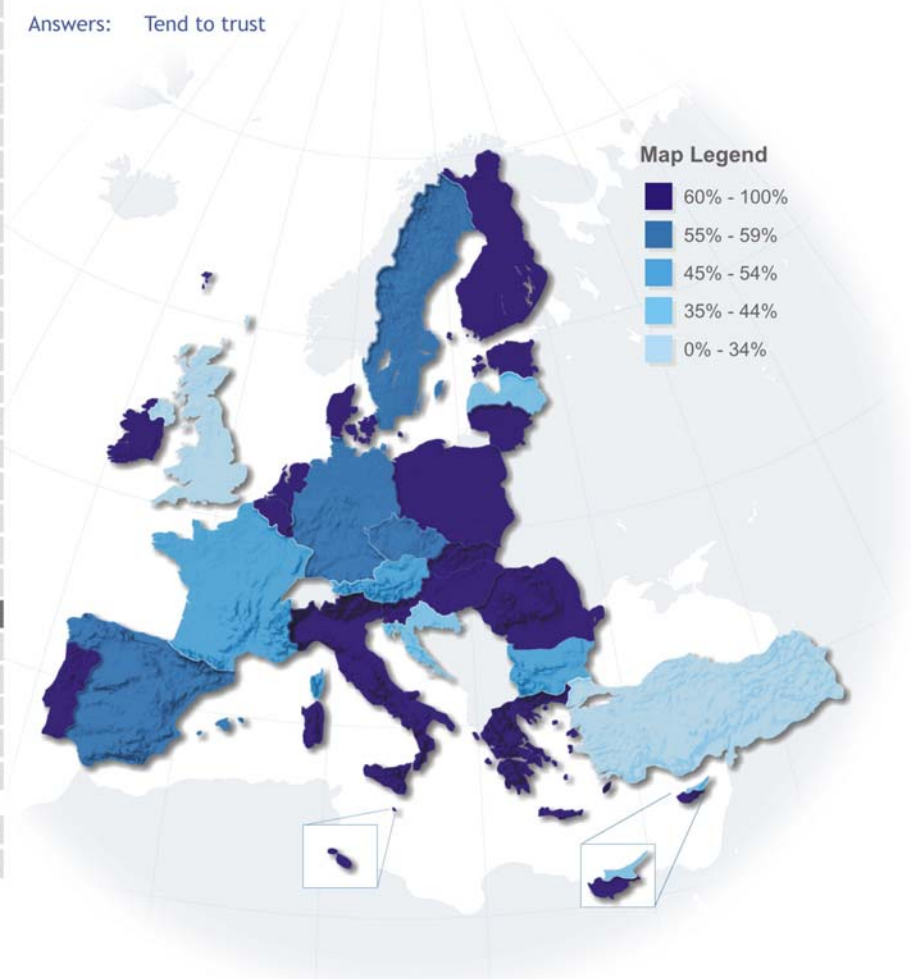 Answers: Tend to trust
Map Legend
60% - 100%
55% - 59%
45% - 54%
35% - 44%
0% - 34%